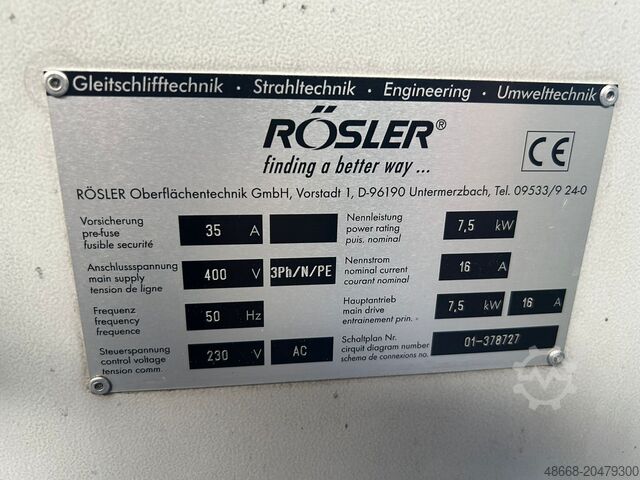 Gleitschlifftechnik · Strahltechnik · Engineering · Umwelttechnik
RÖSLER®
finding a better way ...
CE
RÖSLER Oberflächentechnik GmbH, Vorstadt 1, D-96190 Untermerzbach, Tel. 09533/9 24-0
Vorsicherung
pre-fuse
fusible securité
35 A
Nennleistung
power rating
puis. nominal
7,5 kW
Anschlussspannung
main supply
tension de ligne
400 V
3Ph/N/PE
Nennstrom
nominal current
courant nominal
16 A
Frequenz
frequency
frequence
50 Hz
Hauptantrieb
main drive
entrainement prin.
7,5 kW
16 A
Steuerspannung
control voltage
tension comm.
230 V
AC
Schaltplan Nr.
cirquit diagram number
schema de connexions no.
01-378727
48668-20479300